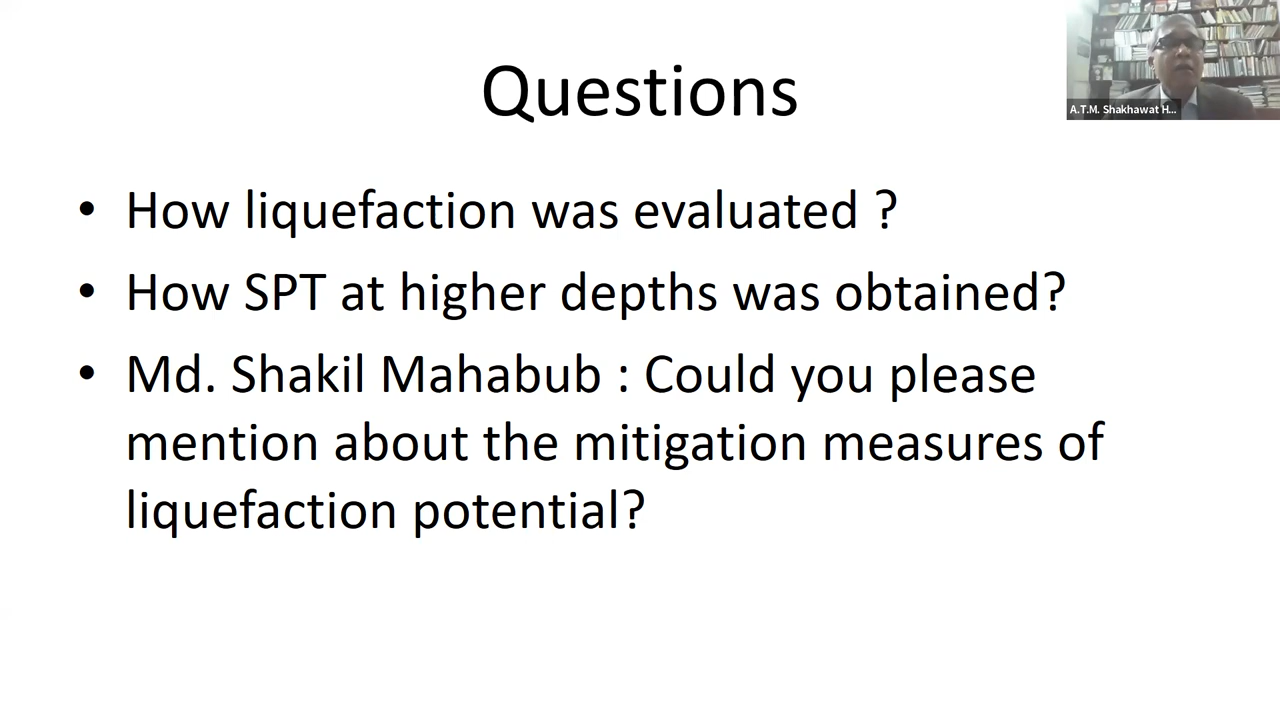 Questions
A.T.M. Shakhawat H...
• How liquefaction was evaluated ?
• How SPT at higher depths was obtained?
• Md. Shakil Mahabub : Could you please
mention about the mitigation measures of
liquefaction potential?